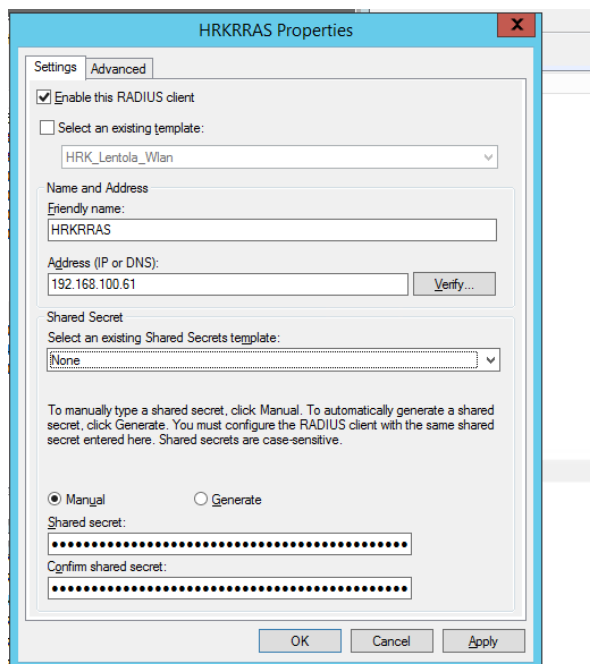 HRKRRAS Properties
x
Settings
Advanced
Enable this RADIUS client
Select an existing template:
HRK_Lentola_Wlan
Name and Address
Friendly name:
HRKRRAS
Address (IP or DNS):
192.168.100.61
Verify...
Shared Secret
Select an existing Shared Secrets template:
None
To manually type a shared secret, click Manual. To automatically generate a shared
secret, click Generate. You must configure the RADIUS client with the same shared
secret entered here. Shared secrets are case-sensitive.
Manual
Generate
Shared secret:
Confirm shared secret:
OK
Cancel
Apply